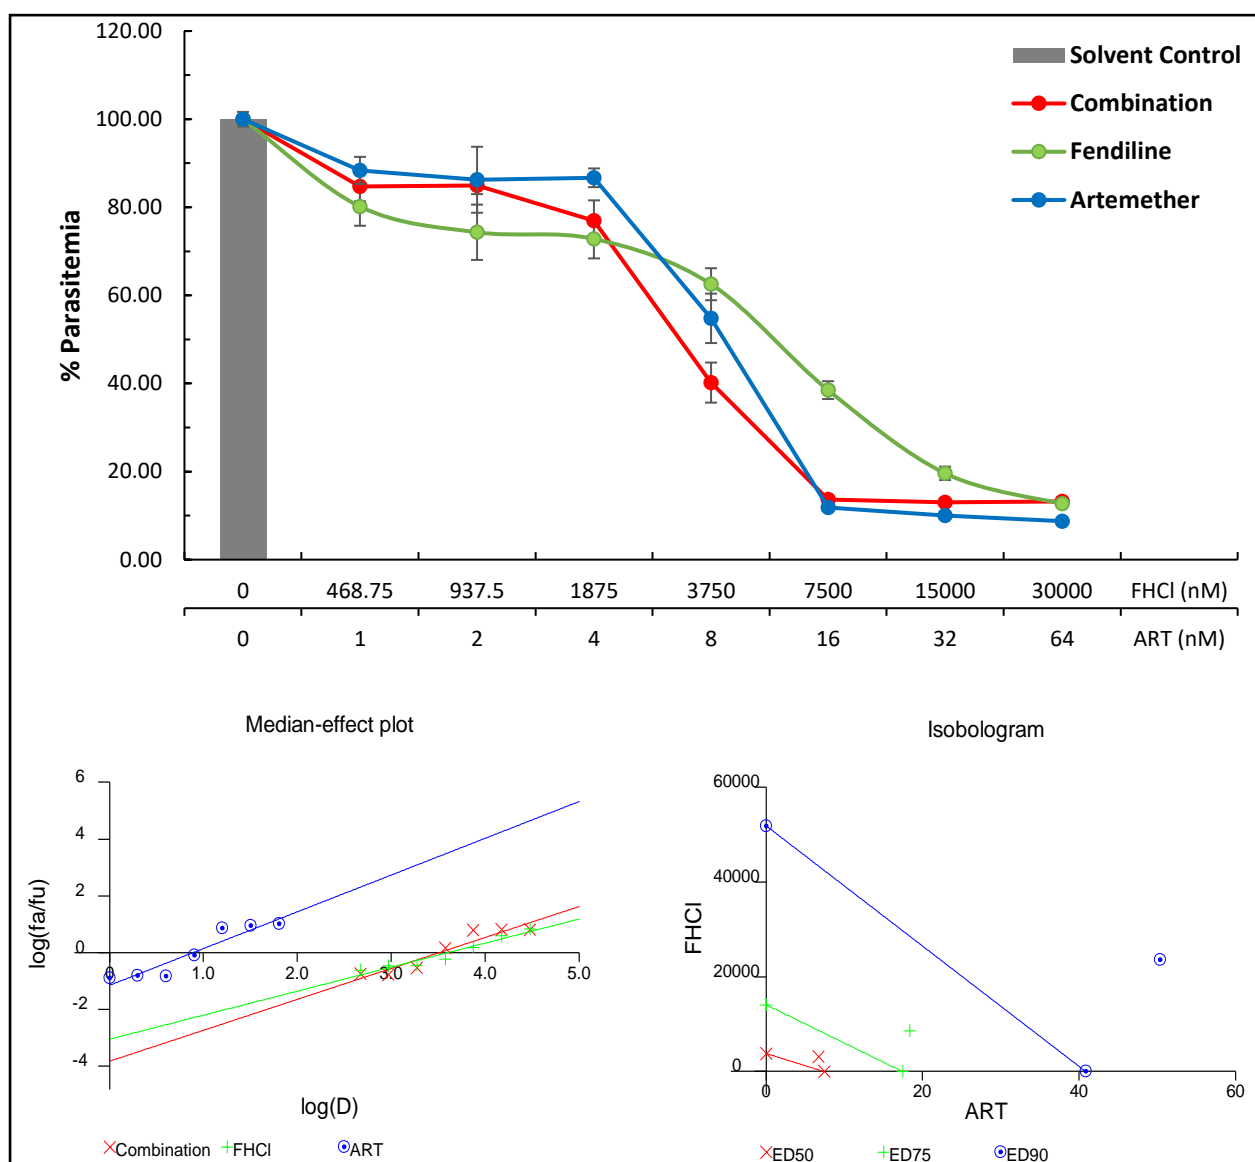 120.00
100.00
80.00
60.00
40.00
20.00
0.00
% Parasitemia
Solvent Control
Combination
Fendiline
Artemether
0 468.75 937.5 1875 3750 7500 15000 30000 FHCl (nM)
0 1 2 4 8 16 32 64 ART (nM)
Median-effect plot
6
4
2
0
-2
-4
log(fa/fu)
0 1.0 2.0 3.0 4.0 5.0
log(D)
Combination FHCl ART
Isobologram
60000
40000
20000
0
FHCl
0 20 40 60
ART
ED50 ED75 ED90